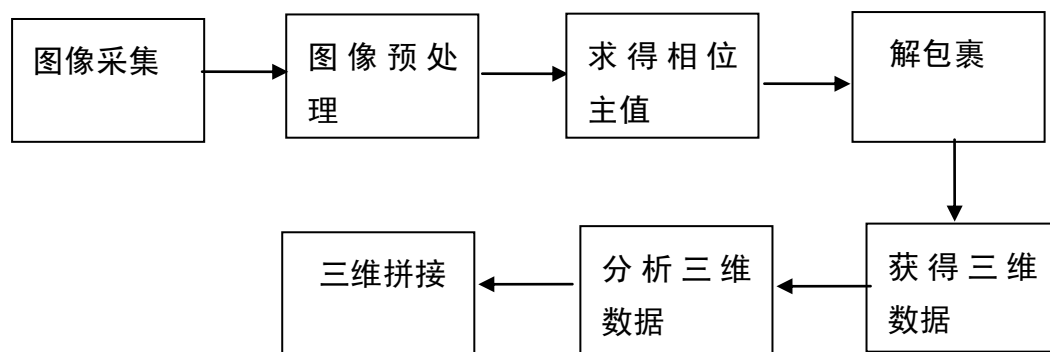 图像采集
图像预处
理
求得相位
主值
解包裹
获得三维
数据
分析三维
数据
三维拼接